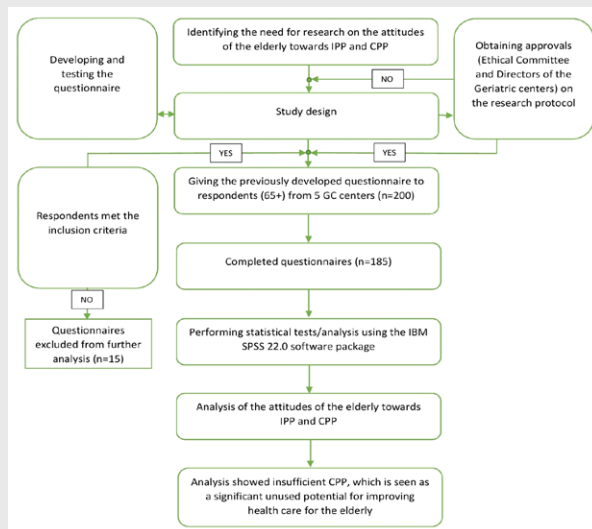 Identifying the need for research on the attitudes
of the elderly towards IPP and CPP
Developing and
testing the
questionnaire
Obtaining approvals
(Ethical Committee
and Directors of the
Geriatric centers) on
the research protocol
NO
Study design
YES
YES
Giving the previously developed questionnaire to
respondents (65+) from 5 GC centers (n=200)
Respondents met the
inclusion criteria
Completed questionnaires (n=185)
NO
Questionnaires
excluded from further
analysis (n=15)
Performing statistical tests/analysis using the IBM
SPSS 22.0 software package
Analysis of the attitudes of the elderly towards
IPP and CPP
Analysis showed insufficient CPP, which is seen as
a significant unused potential for improving
health care for the elderly